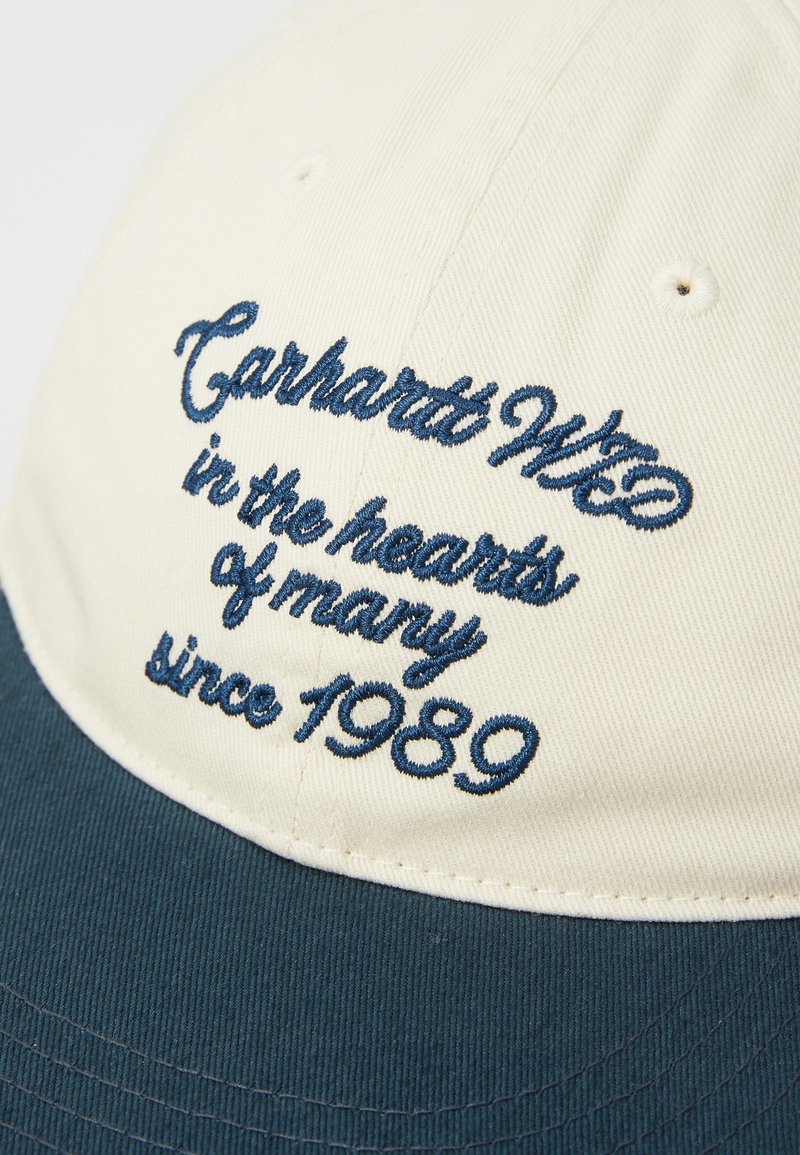 Carhartt WIP
in the hearts
of many
since 1989